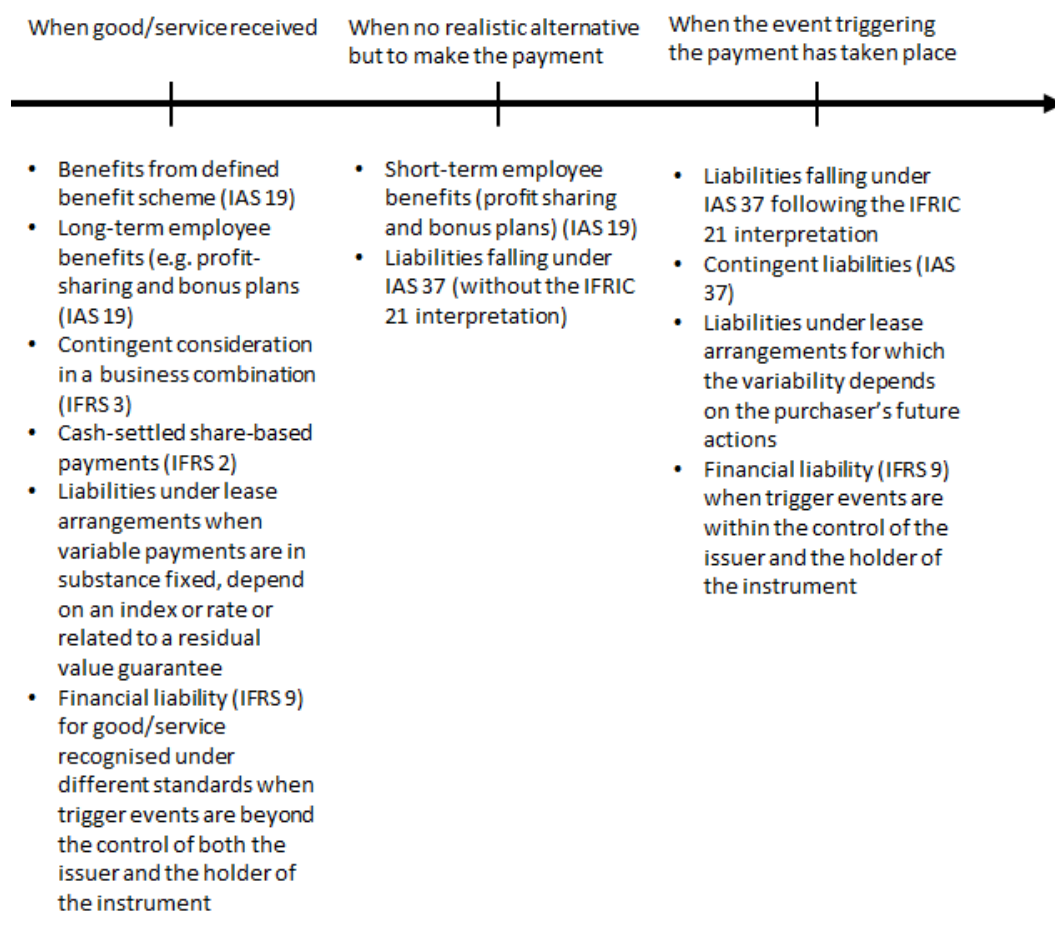 When good/service received
When no realistic alternative
but to make the payment
When the event triggering
the payment has taken place
• Benefits from defined
benefit scheme (IAS 19)
• Long-term employee
benefits (e.g. profit-
sharing and bonus plans
(IAS 19)
• Contingent consideration
in a business combination
(IFRS 3)
• Cash-settled share-based
payments (IFRS 2)
• Liabilities under lease
arrangements when
variable payments are in
substance fixed, depend
on an index or rate or
related to a residual
value guarantee
• Financial liability (IFRS 9)
for good/service
recognised under
different standards when
trigger events are beyond
the control of both the
issuer and the holder of
the instrument
• Short-term employee
benefits (profit sharing
and bonus plans) (IAS 19)
• Liabilities falling under
IAS 37 (without the IFRIC
21 interpretation)
• Liabilities falling under
IAS 37 following the IFRIC
21 interpretation
• Contingent liabilities (IAS
37)
• Liabilities under lease
arrangements for which
the variability depends
on the purchaser's future
actions
• Financial liability (IFRS 9)
when trigger events are
within the control of the
issuer and the holder of
the instrument